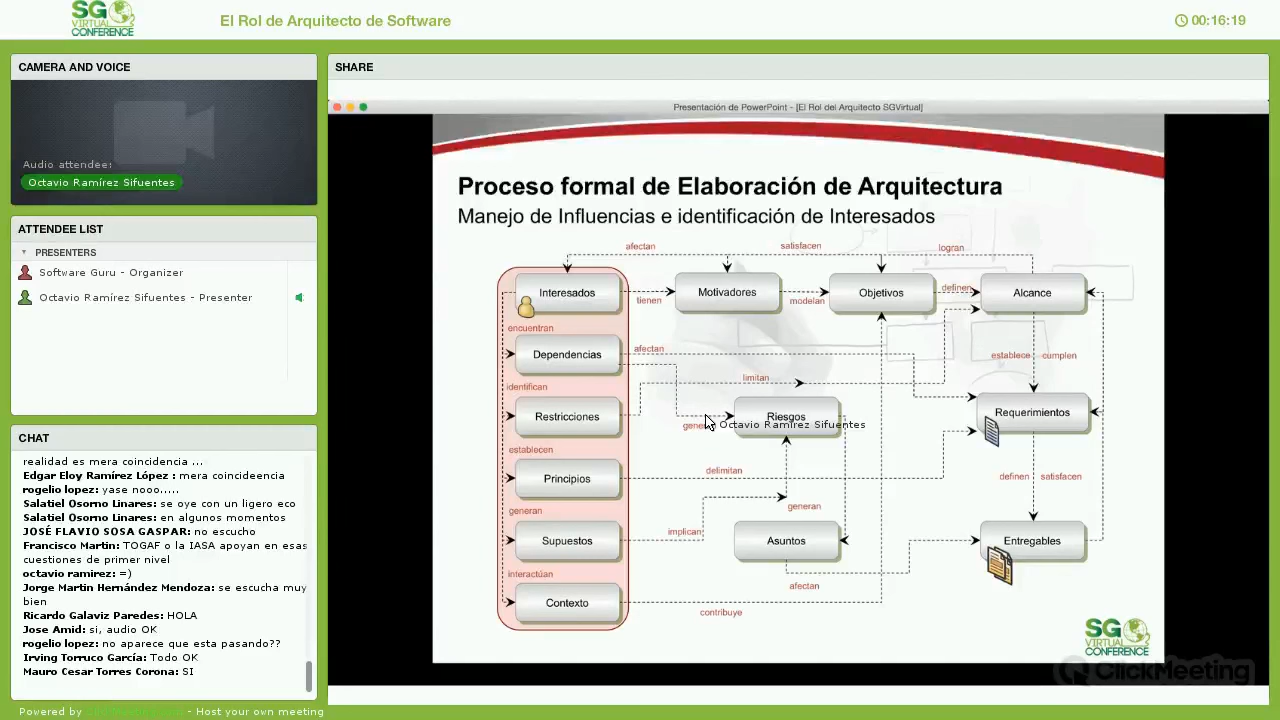 SG
VIRTUAL
CONFERENCE
El Rol de Arquitecto de Software
00:16:19
CAMERA AND VOICE
Audio attendee:
Octavio Ramírez Sifuentes
ATTENDEE LIST
PRESENTERS
Software Guru - Organizer
Octavio Ramírez Sifuentes - Presenter
CHAT
realidad es mera coincidencia ...
Edgar Eloy Ramírez López : mera coincideencia
rogelio lopez: yase nooo.....
Salatiel Osorno Linares: se oye con un ligero eco
Salatiel Osorno Linares: en algunos momentos
JOSÉ FLAVIO SOSA GASPAR: no escucho
Francisco Martin: TOGAF o la IASA apoyan en esas
cuestiones de primer nivel
octavio ramirez: =)
Jorge Martin Hernández Mendoza: se escucha muy
bien
Ricardo Galaviz Paredes: HOLA
Jose Amid: si, audio OK
rogelio lopez: no aparece que esta pasando??
Irving Torruco García: Todo OK
Mauro Cesar Torres Corona: SI
Powered by - Host your own meeting
SHARE
Presentación de PowerPoint - [El Rol del Arquitecto SGVirtual]
Proceso formal de Elaboración de Arquitectura
Manejo de Influencias e identificación de Interesados
afectan
satisfacen
logran
Interesados
tienen
Motivadores
modelan
Objetivos
definen
Alcance
encuentran
Dependencias
afectan
establece
cumplen
limitan
identifican
Restricciones
Riesgos
Octavio Ramírez Sifuentes
Requerimientos
establecen
Principios
delimitan
definen
satisfacen
generan
generan
Supuestos
implican
Asuntos
Entregables
interactúan
afectan
Contexto
contribuye
SG
VIRTUAL
CONFERENCE
ClickMeeting